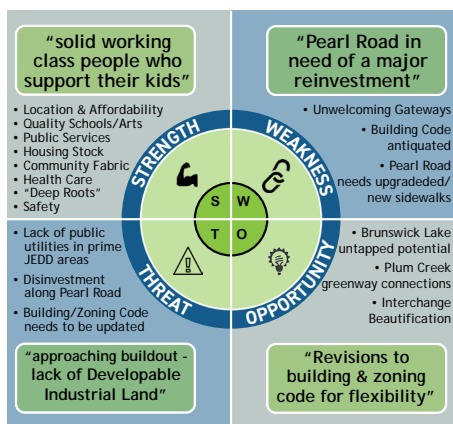 “solid working
class people who
support their kids”
• Location & Affordability
• Quality Schools/Arts
• Public Services
• Housing Stock
• Community Fabric
• Health Care
• “Deep Roots”
• Safety
STRENGTH
“Pearl Road in
need of a major
reinvestment”
• Unwelcoming Gateways
• Building Code
antiquated
• Pearl Road
needs upgradeded/
new sidewalks
WEAKNESS
S W
T O
• Lack of public
utilities in prime
JEDD areas
• Disinvestment
along Pearl Road
• Building/Zoning Code
needs to be updated
THREAT
“approaching buildout -
lack of Developable
Industrial Land”
• Brunswick Lake
untapped potential
• Plum Creek
greenway connections
• Interchange
Beautification
OPPORTUNITY
“Revisions to
building & zoning
code for flexibility”